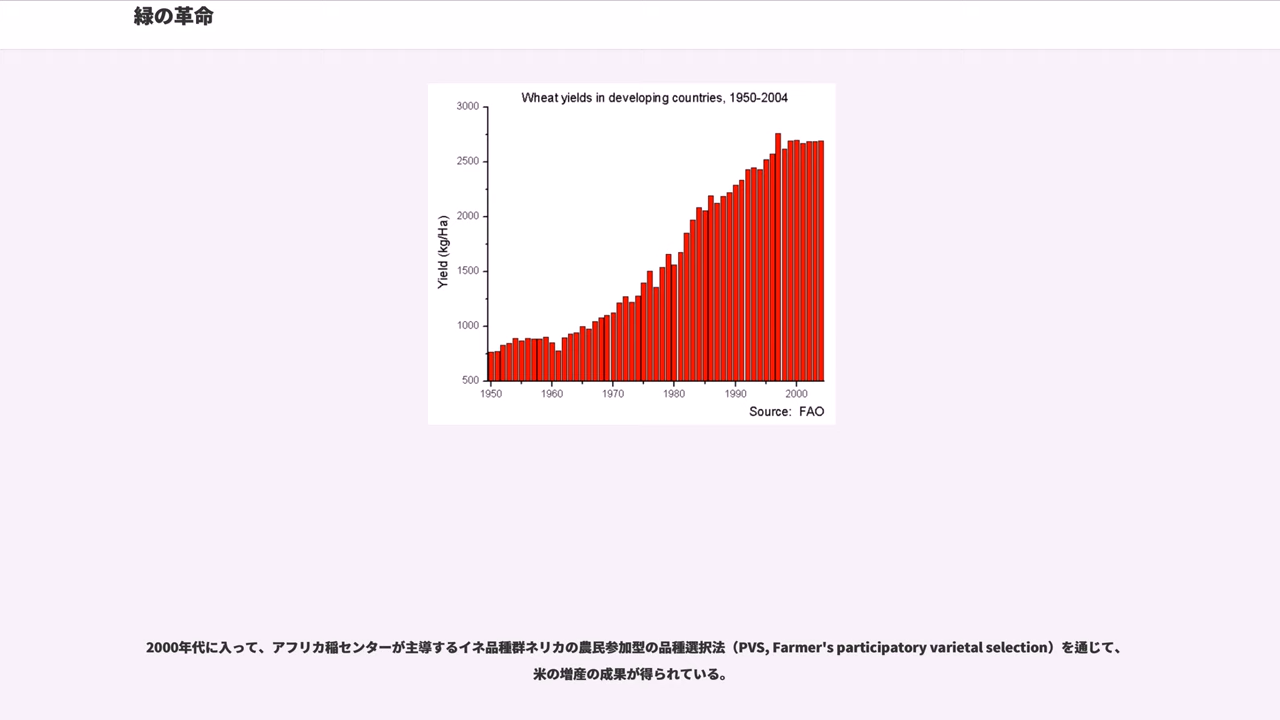 緑の革命
Wheat yields in developing countries, 1950-2004
3000
2500
2000
1500
1000
500
Yield (kg/Ha)
1950 1960 1970 1980 1990 2000
Source: FAO
2000年代に入って、アフリカ稲センターが主導するイネ品種群ネリカの農民参加型の品種選択法（PVS, Farmer's participatory varietal selection）を通じて、
米の増産の成果が得られている。